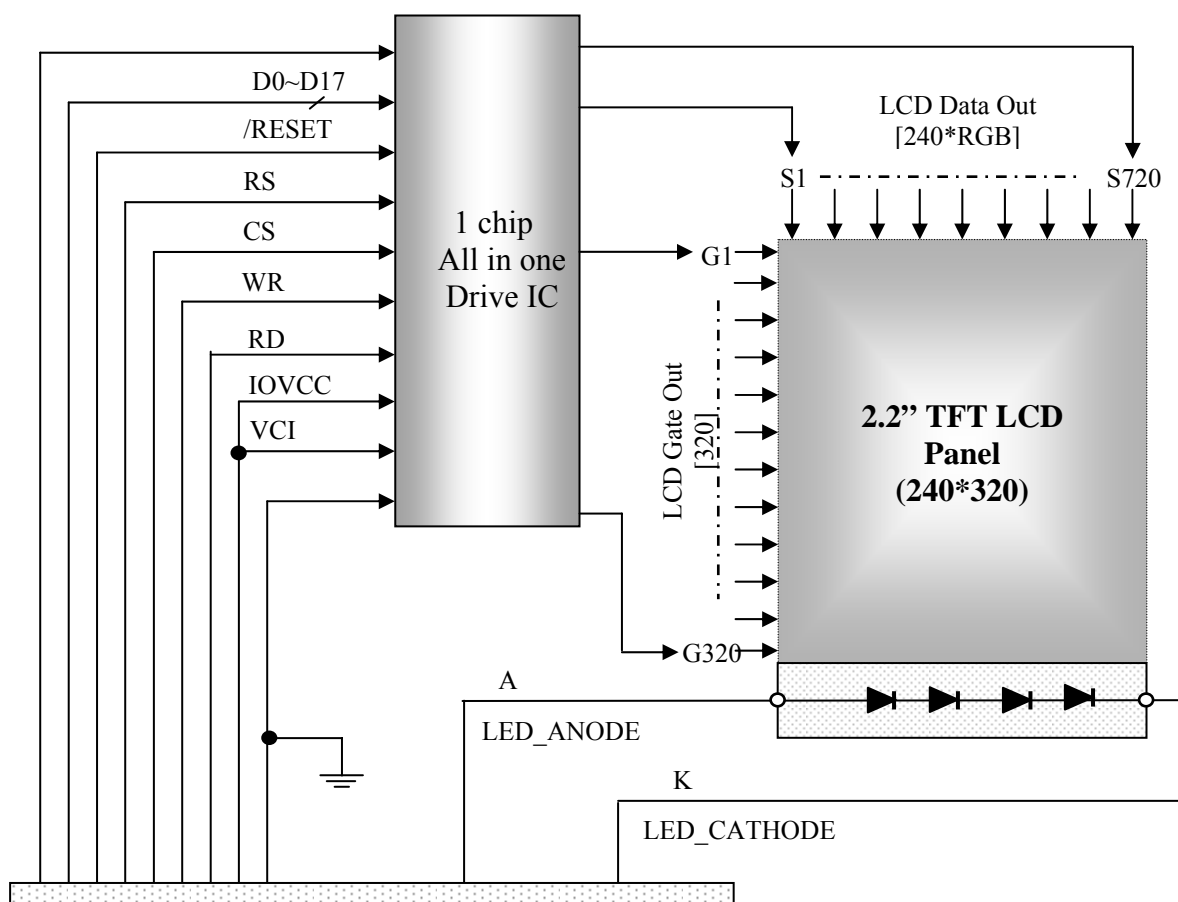 D0~D17
/RESET
RS
CS
WR
RD
IOVCC
VCI
1 chip
All in one
Drive IC
LCD Data Out
[240*RGB]
S1
S720
G1
LCD Gate Out
[320]
G320
2.2” TFT LCD
Panel
(240*320)
A
LED_ANODE
K
LED_CATHODE